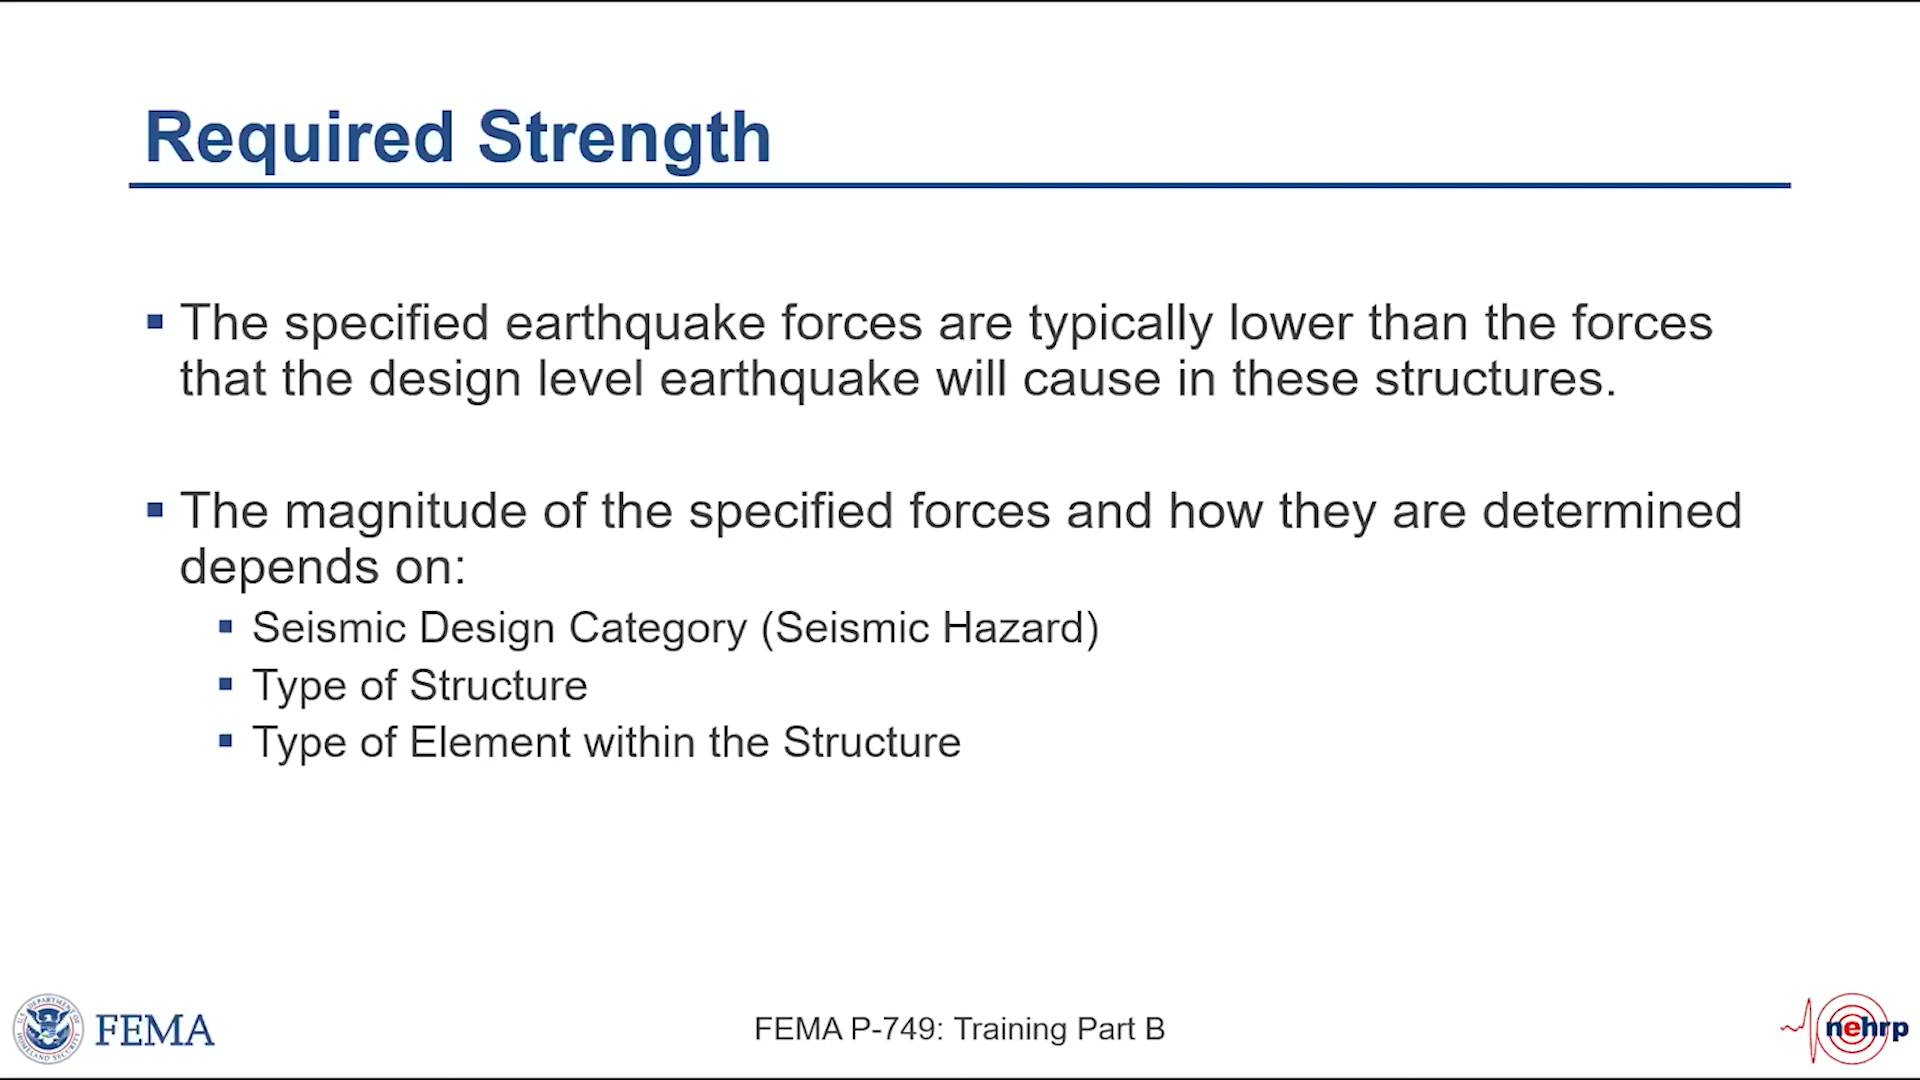 Required Strength
▪ The specified earthquake forces are typically lower than the forces
that the design level earthquake will cause in these structures.
▪ The magnitude of the specified forces and how they are determined
depends on:
▪ Seismic Design Category (Seismic Hazard)
▪ Type of Structure
▪ Type of Element within the Structure
FEMA
FEMA P-749: Training Part B
nehrp